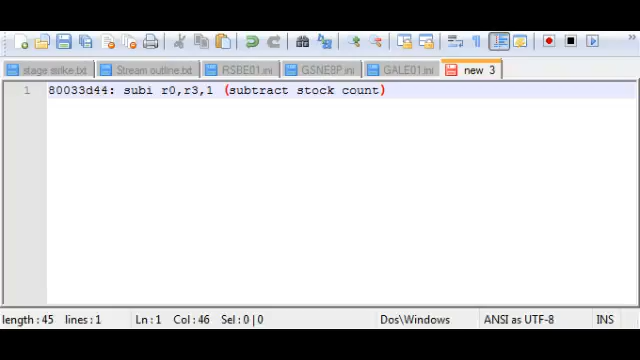 stage strike.txt Stream outline.txt RSBE01.ini GSNE8P.ini GALE01.ini new 3
1 80033d44: subi r0,r3,1 (subtract stock count)
length : 45 lines : 1 Ln : 1 Col : 46 Sel : 0 | 0 Dos\Windows ANSI as UTF-8 INS